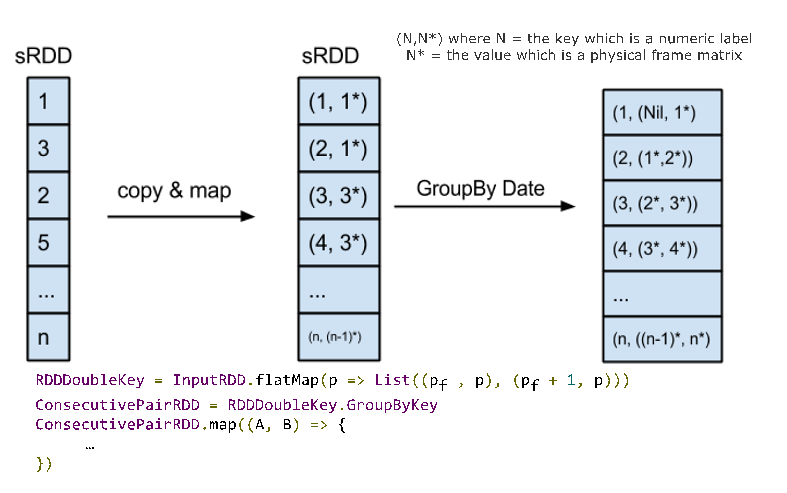 (N,N*) where N = the key which is a numeric label
N* = the value which is a physical frame matrix
sRDD
1
3
2
5
...
n
copy & map
sRDD
(1, 1*)
(2, 1*)
(3, 3*)
(4, 3*)
...
(n, (n-1)*)
GroupBy Date
(1, (Nil, 1*)
(2, (1*,2*))
(3, (2*, 3*))
(4, (3*, 4*))
...
(n, ((n-1)*, n*)
RDDDoubleKey = InputRDD.flatMap(p => List((pf , p), (pf + 1, p)))
ConsecutivePairRDD = RDDDoubleKey.GroupByKey
ConsecutivePairRDD.map((A, B) => {
…
})